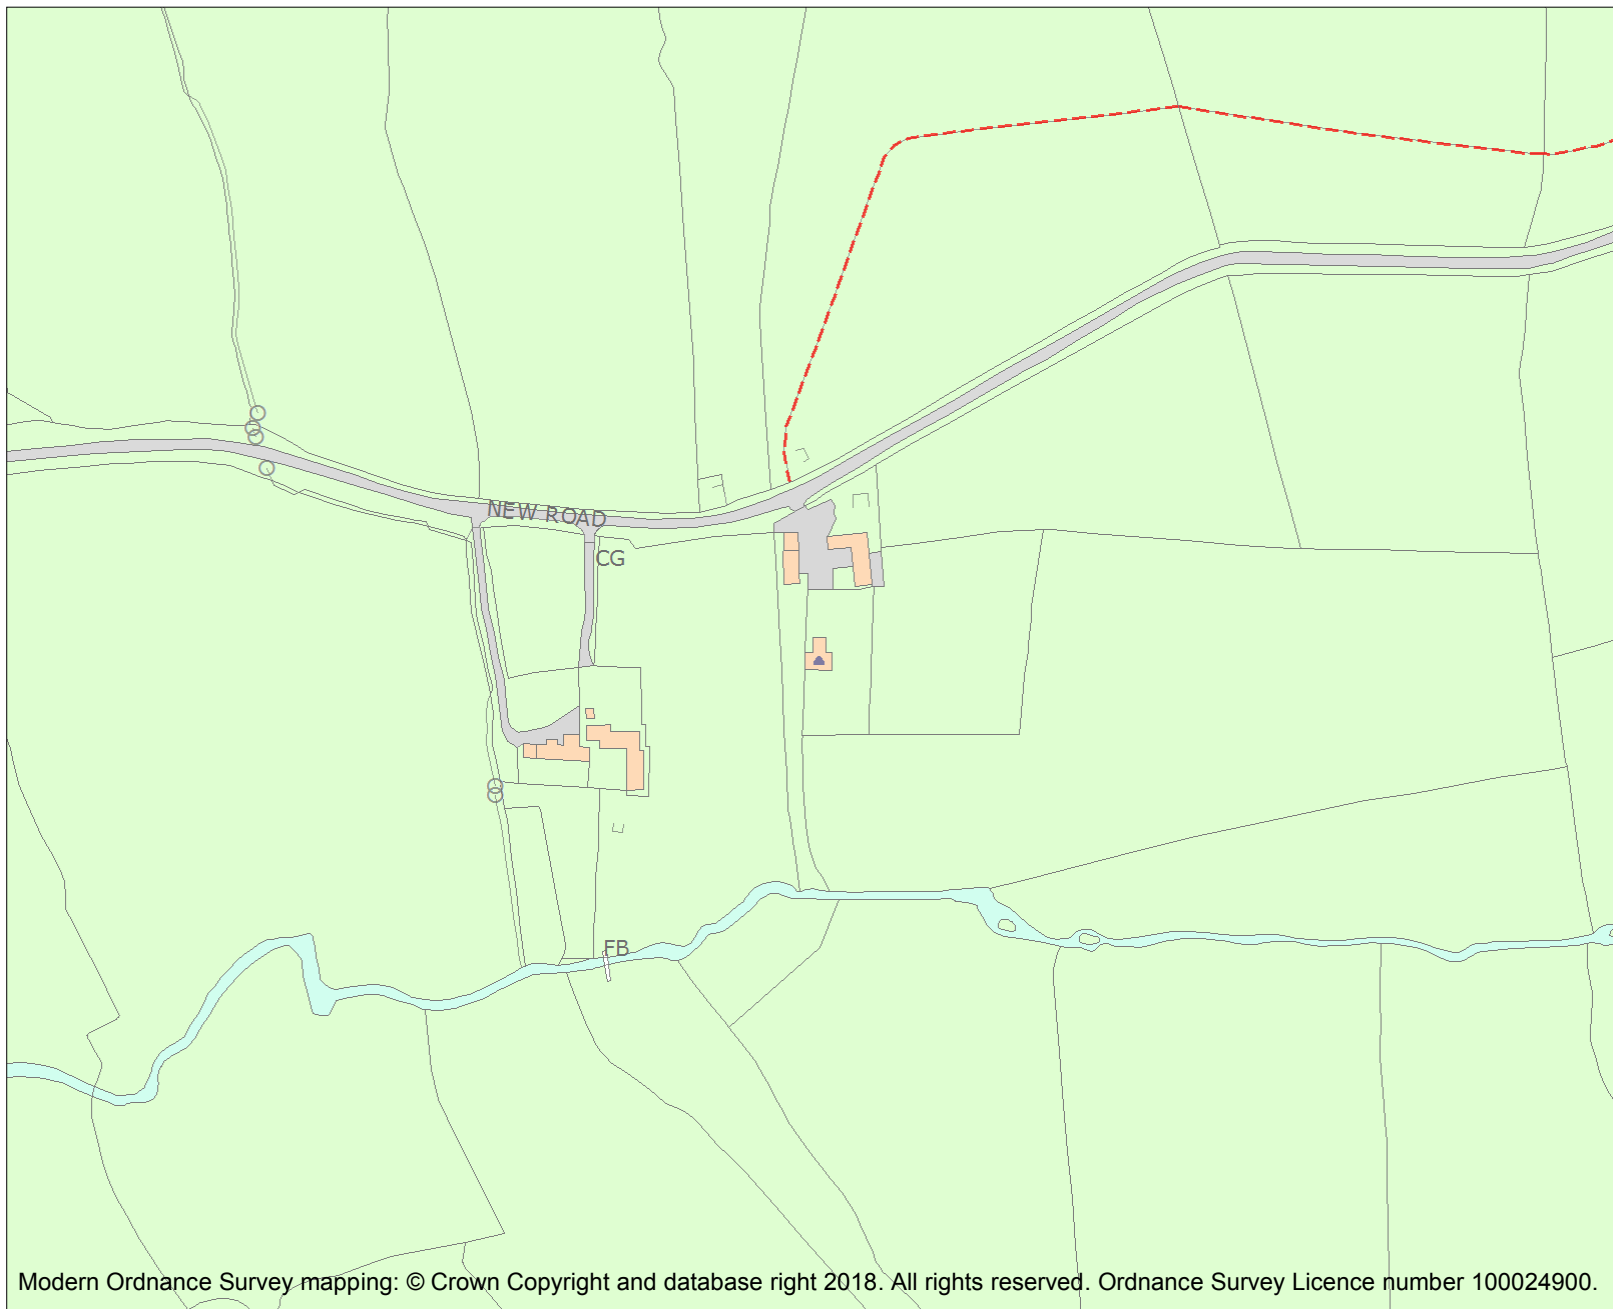 NEW ROAD
CG
FB
Modern Ordnance Survey mapping: © Crown Copyright and database right 2018. All rights reserved. Ordnance Survey Licence number 100024900.